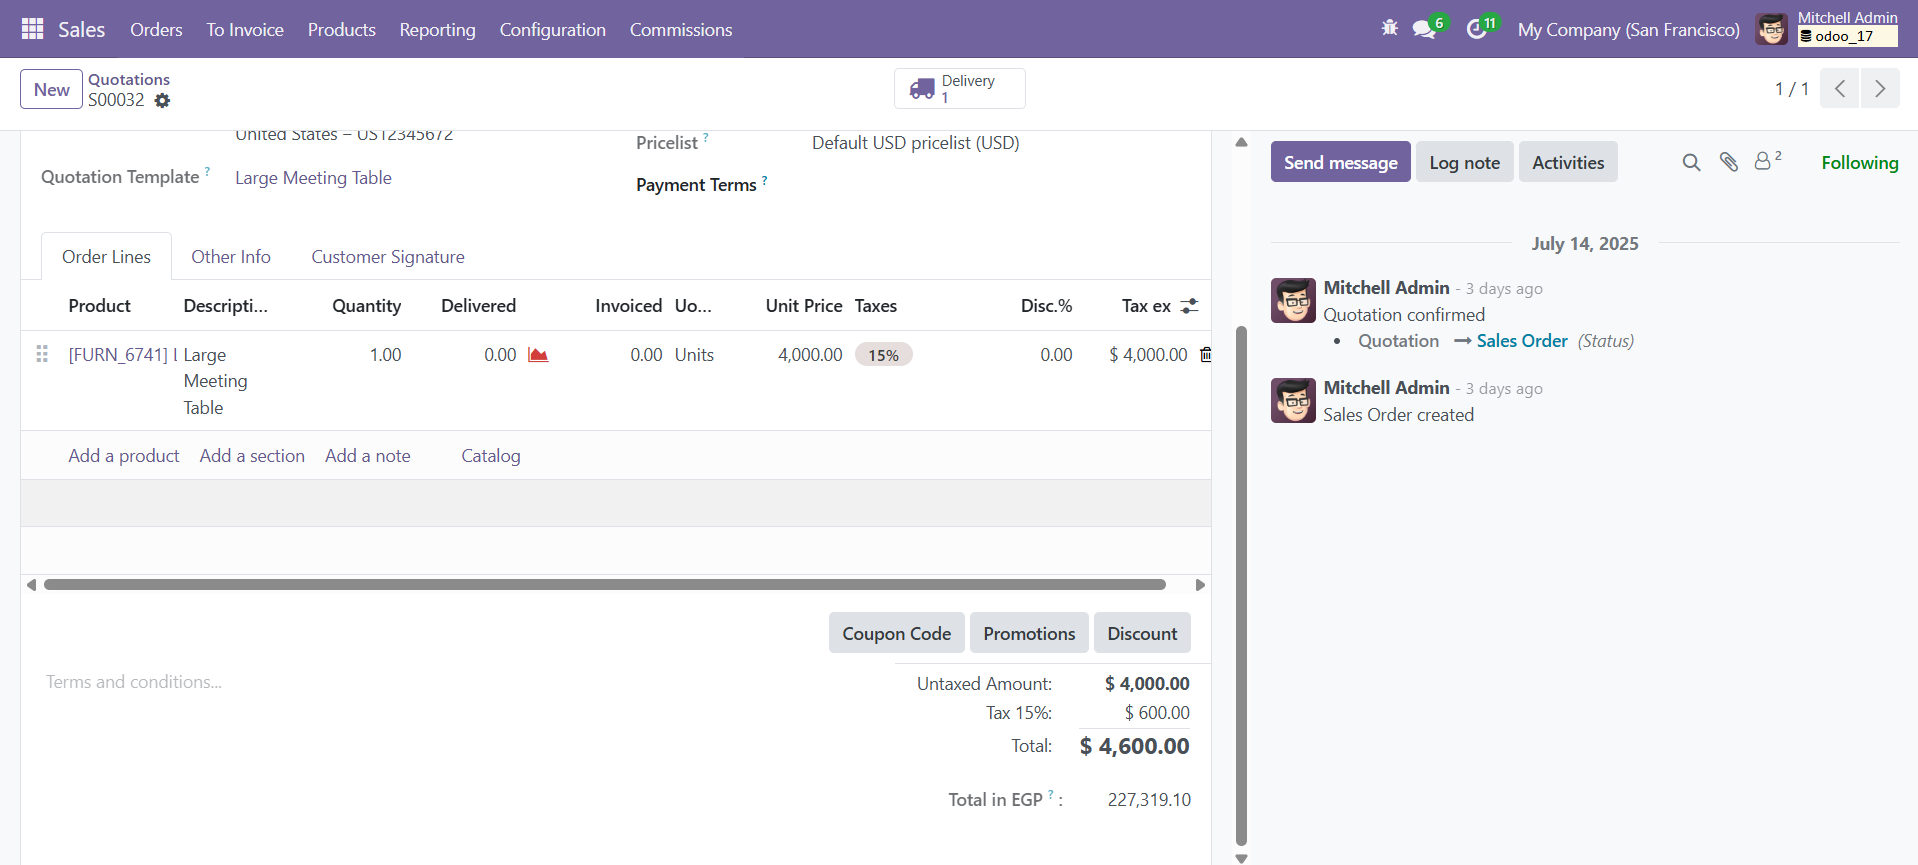 Sales Orders To Invoice Products Reporting Configuration Commissions 6 11 My Company (San Francisco) Mitchell Admin
odoo_17
New Quotations
S00032
Delivery
1
1 / 1
United States – US12345672
Pricelist ? Default USD pricelist (USD)
Quotation Template ? Large Meeting Table
Payment Terms ?
Order Lines Other Info Customer Signature
Product Descripti... Quantity Delivered Invoiced Uo... Unit Price Taxes Disc.% Tax ex
[FURN_6741] L Large 1.00 0.00 0.00 Units 4,000.00 15% 0.00 $ 4,000.00
Meeting
Table
Add a product Add a section Add a note Catalog
Coupon Code Promotions Discount
Terms and conditions...
Untaxed Amount: $ 4,000.00
Tax 15%: $ 600.00
Total: $ 4,600.00
Total in EGP ? : 227,319.10
Send message Log note Activities 2 Following
July 14, 2025
Mitchell Admin - 3 days ago
Quotation confirmed
• Quotation → Sales Order (Status)
Mitchell Admin - 3 days ago
Sales Order created